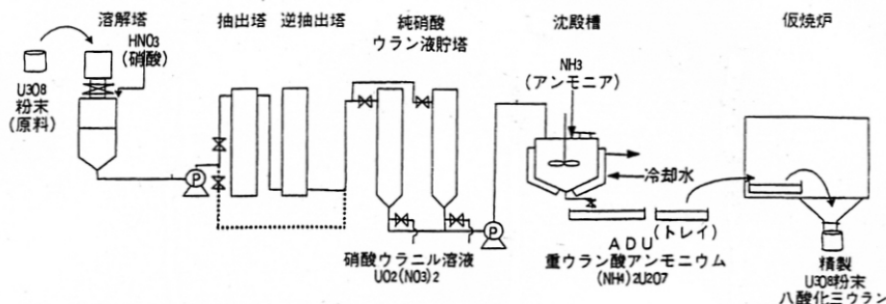 溶解塔
HNO3
(硝酸)
U3O8
粉末
(原料)
抽出塔
逆抽出塔
純硝酸
ウラン液貯塔
沈殿槽
NH3
(アンモニア)
仮焼炉
P
冷却水
P
(トレイ)
硝酸ウラニル溶液
UO2(NO3)2
ADU
重ウラン酸アンモニウム
(NH4)2U2O7
精製
U3O8粉末
八酸化三ウラン